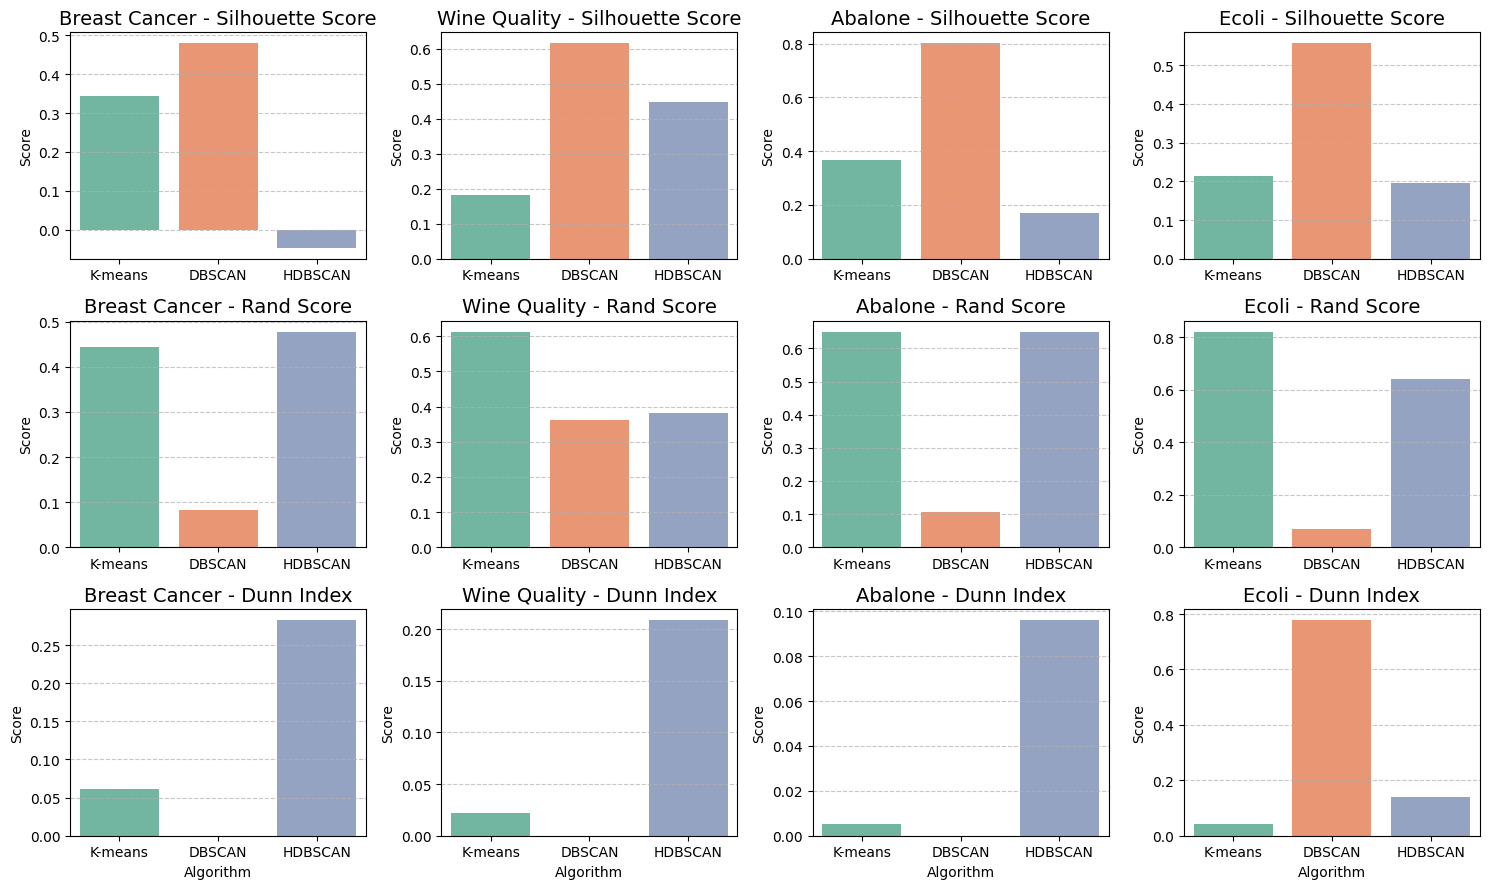 Breast Cancer - Silhouette Score
Score
0.5
0.4
0.3
0.2
0.1
0.0
K-means DBSCAN HDBSCAN
Wine Quality - Silhouette Score
Score
0.6
0.5
0.4
0.3
0.2
0.1
0.0
K-means DBSCAN HDBSCAN
Abalone - Silhouette Score
Score
0.8
0.6
0.4
0.2
0.0
K-means DBSCAN HDBSCAN
Ecoli - Silhouette Score
Score
0.5
0.4
0.3
0.2
0.1
0.0
K-means DBSCAN HDBSCAN
Breast Cancer - Rand Score
Score
0.5
0.4
0.3
0.2
0.1
0.0
K-means DBSCAN HDBSCAN
Wine Quality - Rand Score
Score
0.6
0.5
0.4
0.3
0.2
0.1
0.0
K-means DBSCAN HDBSCAN
Abalone - Rand Score
Score
0.6
0.5
0.4
0.3
0.2
0.1
0.0
K-means DBSCAN HDBSCAN
Ecoli - Rand Score
Score
0.8
0.6
0.4
0.2
0.0
K-means DBSCAN HDBSCAN
Breast Cancer - Dunn Index
Score
0.25
0.20
0.15
0.10
0.05
0.00
K-means DBSCAN HDBSCAN
Algorithm
Wine Quality - Dunn Index
Score
0.20
0.15
0.10
0.05
0.00
K-means DBSCAN HDBSCAN
Algorithm
Abalone - Dunn Index
Score
0.10
0.08
0.06
0.04
0.02
0.00
K-means DBSCAN HDBSCAN
Algorithm
Ecoli - Dunn Index
Score
0.8
0.6
0.4
0.2
0.0
K-means DBSCAN HDBSCAN
Algorithm